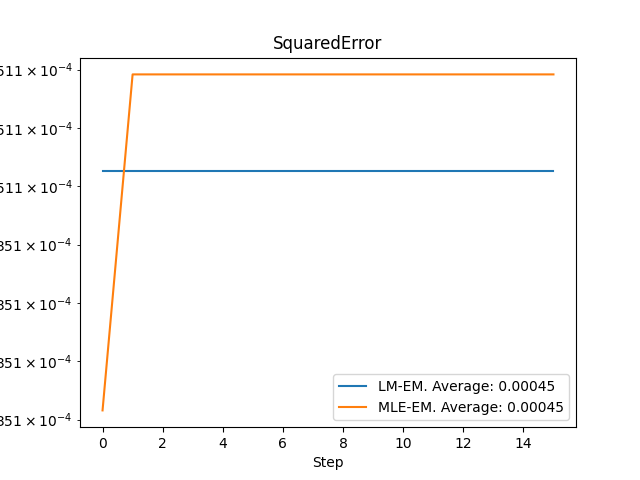 SquaredError
511 × 10⁻⁴
511 × 10⁻⁴
511 × 10⁻⁴
351 × 10⁻⁴
351 × 10⁻⁴
351 × 10⁻⁴
351 × 10⁻⁴
LM-EM. Average: 0.00045
MLE-EM. Average: 0.00045
0 2 4 6 8 10 12 14
Step